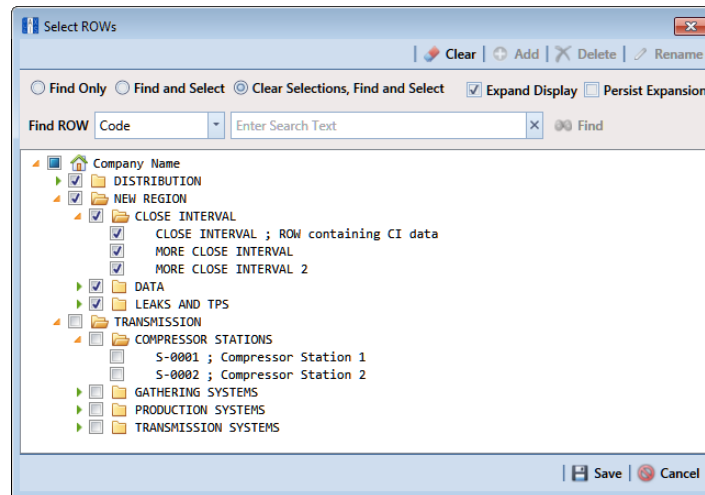 Select ROWs
Clear Add Delete Rename
Find Only Find and Select Clear Selections, Find and Select Expand Display Persist Expansion
Find ROW Code Enter Search Text Find
Company Name
DISTRIBUTION
NEW REGION
CLOSE INTERVAL
CLOSE INTERVAL ; ROW containing CI data
MORE CLOSE INTERVAL
MORE CLOSE INTERVAL 2
DATA
LEAKS AND TPS
TRANSMISSION
COMPRESSOR STATIONS
S-0001 ; Compressor Station 1
S-0002 ; Compressor Station 2
GATHERING SYSTEMS
PRODUCTION SYSTEMS
TRANSMISSION SYSTEMS
Save Cancel